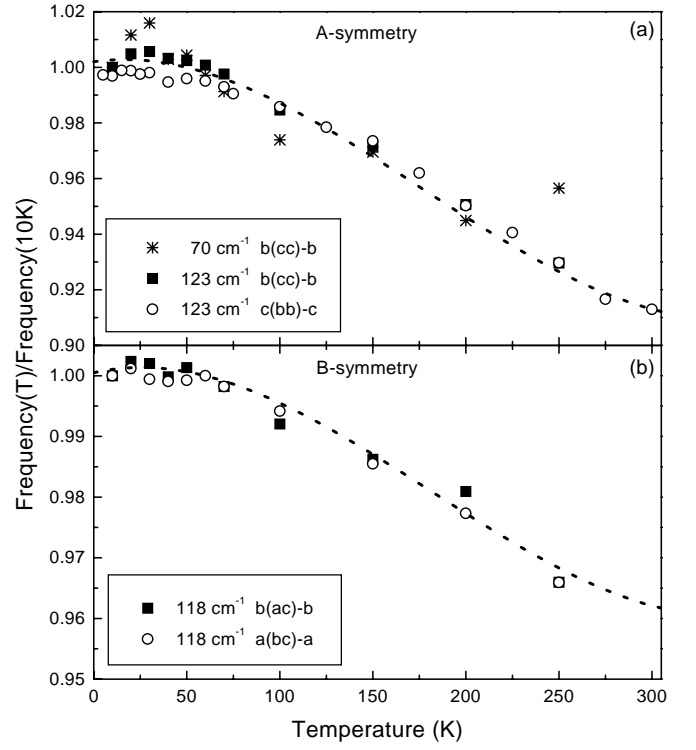 1.02
A-symmetry (a)
1.00
0.98
0.96
0.94
0.92
0.90
70 cm⁻¹ b(cc)-b
123 cm⁻¹ b(cc)-b
123 cm⁻¹ c(bb)-c
Frequency(T)/Frequency(10K)
B-symmetry (b)
1.00
0.99
0.98
0.97
0.96
0.95
118 cm⁻¹ b(ac)-b
118 cm⁻¹ a(bc)-a
0 50 100 150 200 250 300
Temperature (K)